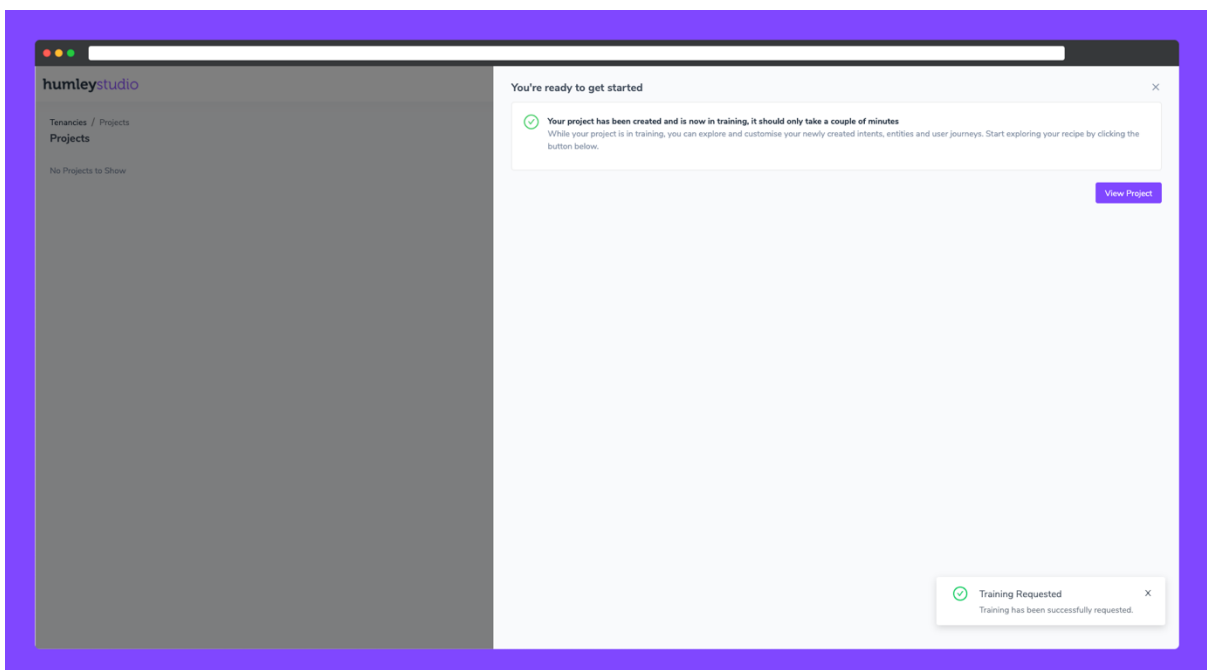 humleystudio
Tenancies / Projects
Projects
No Projects to Show
You're ready to get started
Your project has been created and is now in training, it should only take a couple of minutes
While your project is in training, you can explore and customise your newly created intents, entities and user journeys. Start exploring your recipe by clicking the
button below.
View Project
Training Requested
Training has been successfully requested.